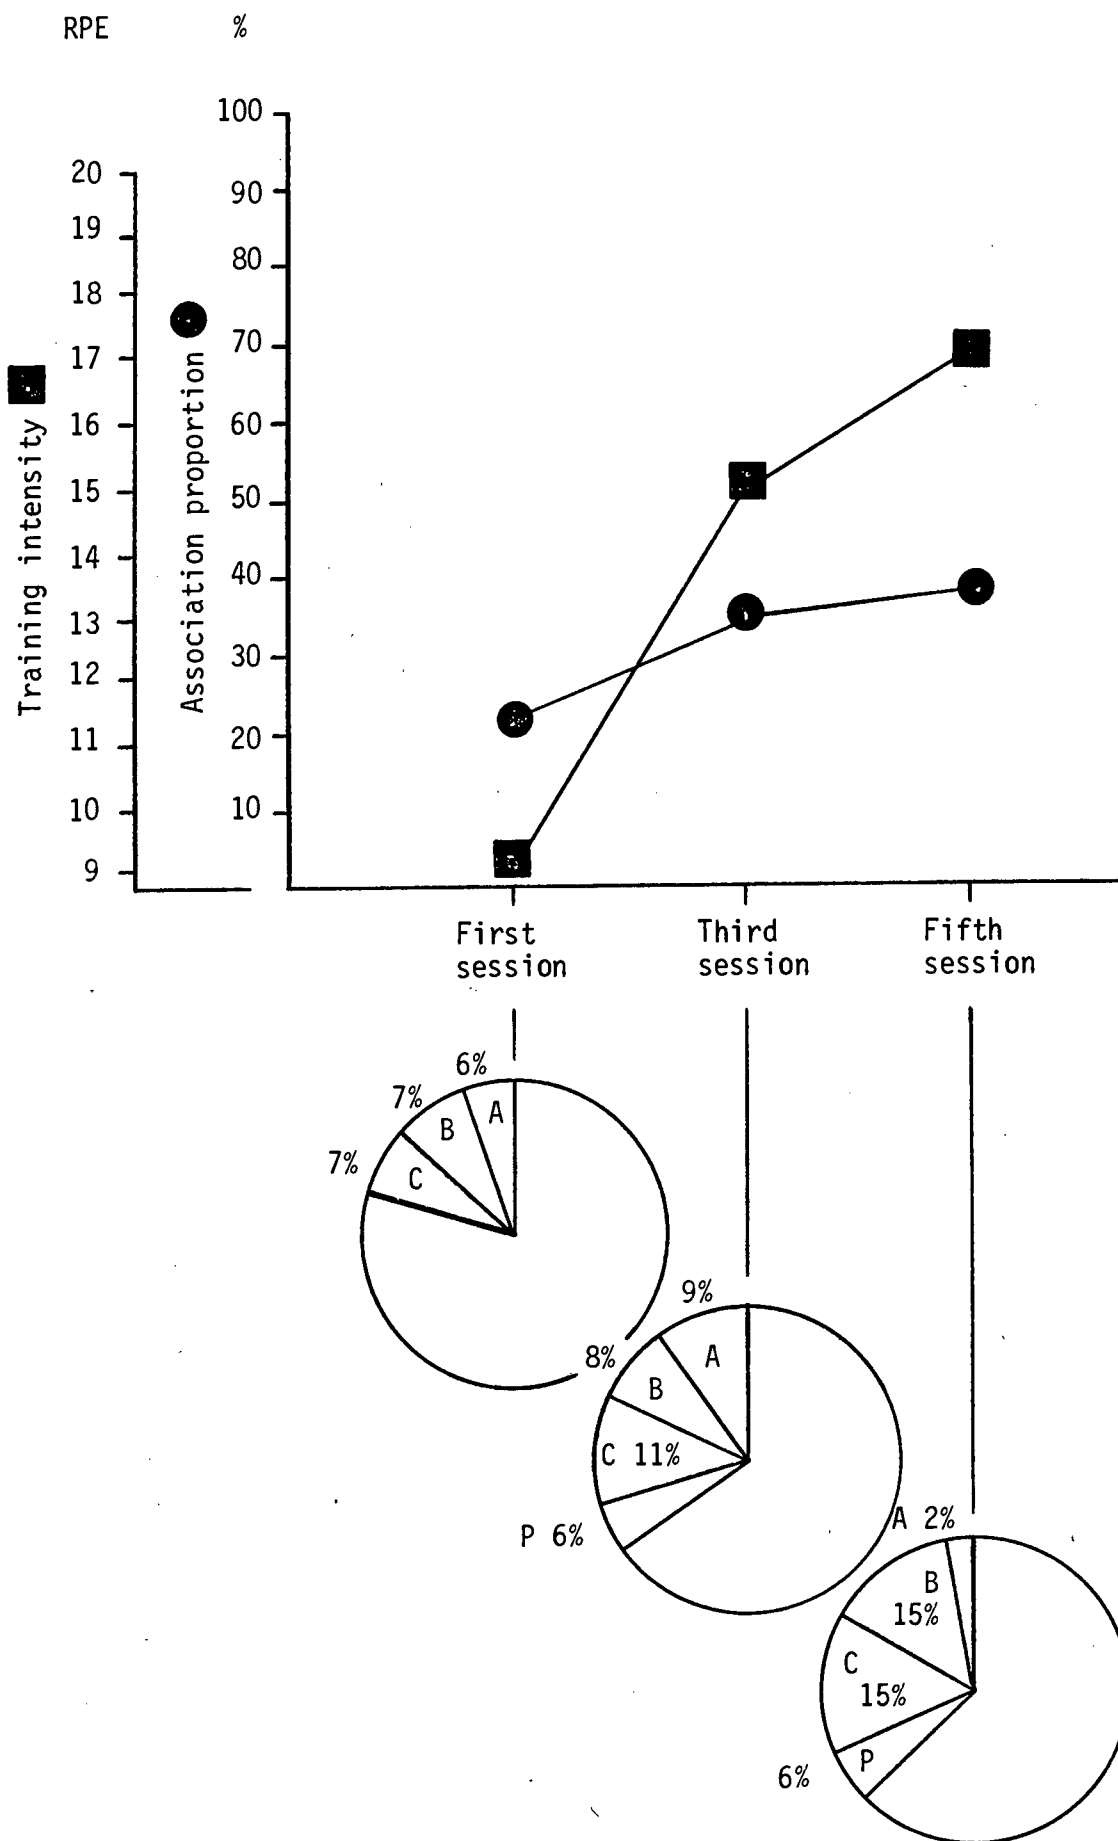 RPE
%
100
90
80
70
60
50
40
30
20
10
20
19
18
17
16
15
14
13
12
11
10
9
Training intensity
Association proportion
First
session
Third
session
Fifth
session
6%
7%
7%
A
B
C
9%
8%
A
B
C 11%
P 6%
A 2%
B
15%
C
15%
P
6%